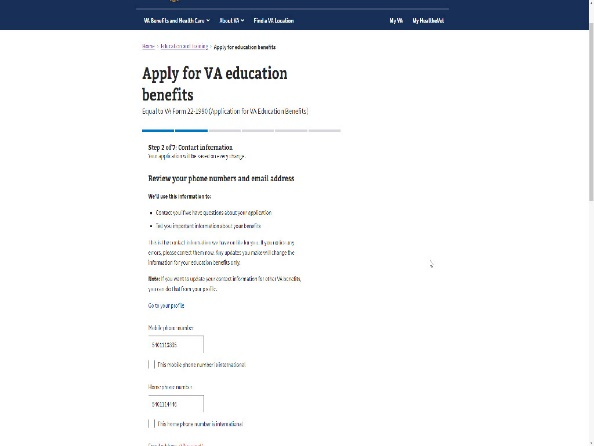 VA Benefits and Health Care About VA Find a VA Location My VA My HealtheVet
Home › Education and training › Apply for education benefits
Apply for VA education
benefits
Equal to VA Form 22-1990 (Application for VA Education Benefits)
Step 2 of 7: Contact information
Your application will be saved on every change.
Review your phone numbers and email address
We'll use this information to:
• Contact you if we have questions about your application
• Tell you important information about your benefits
This is the contact information we have on file for you. If you notice any
errors, please correct them now. Any updates you make will change the
information for your education benefits only.
Note: If you want to update your contact information for other VA benefits,
you can do that from your profile.
Go to your profile
Mobile phone number
This mobile phone number is international
Home phone number
This home phone number is international